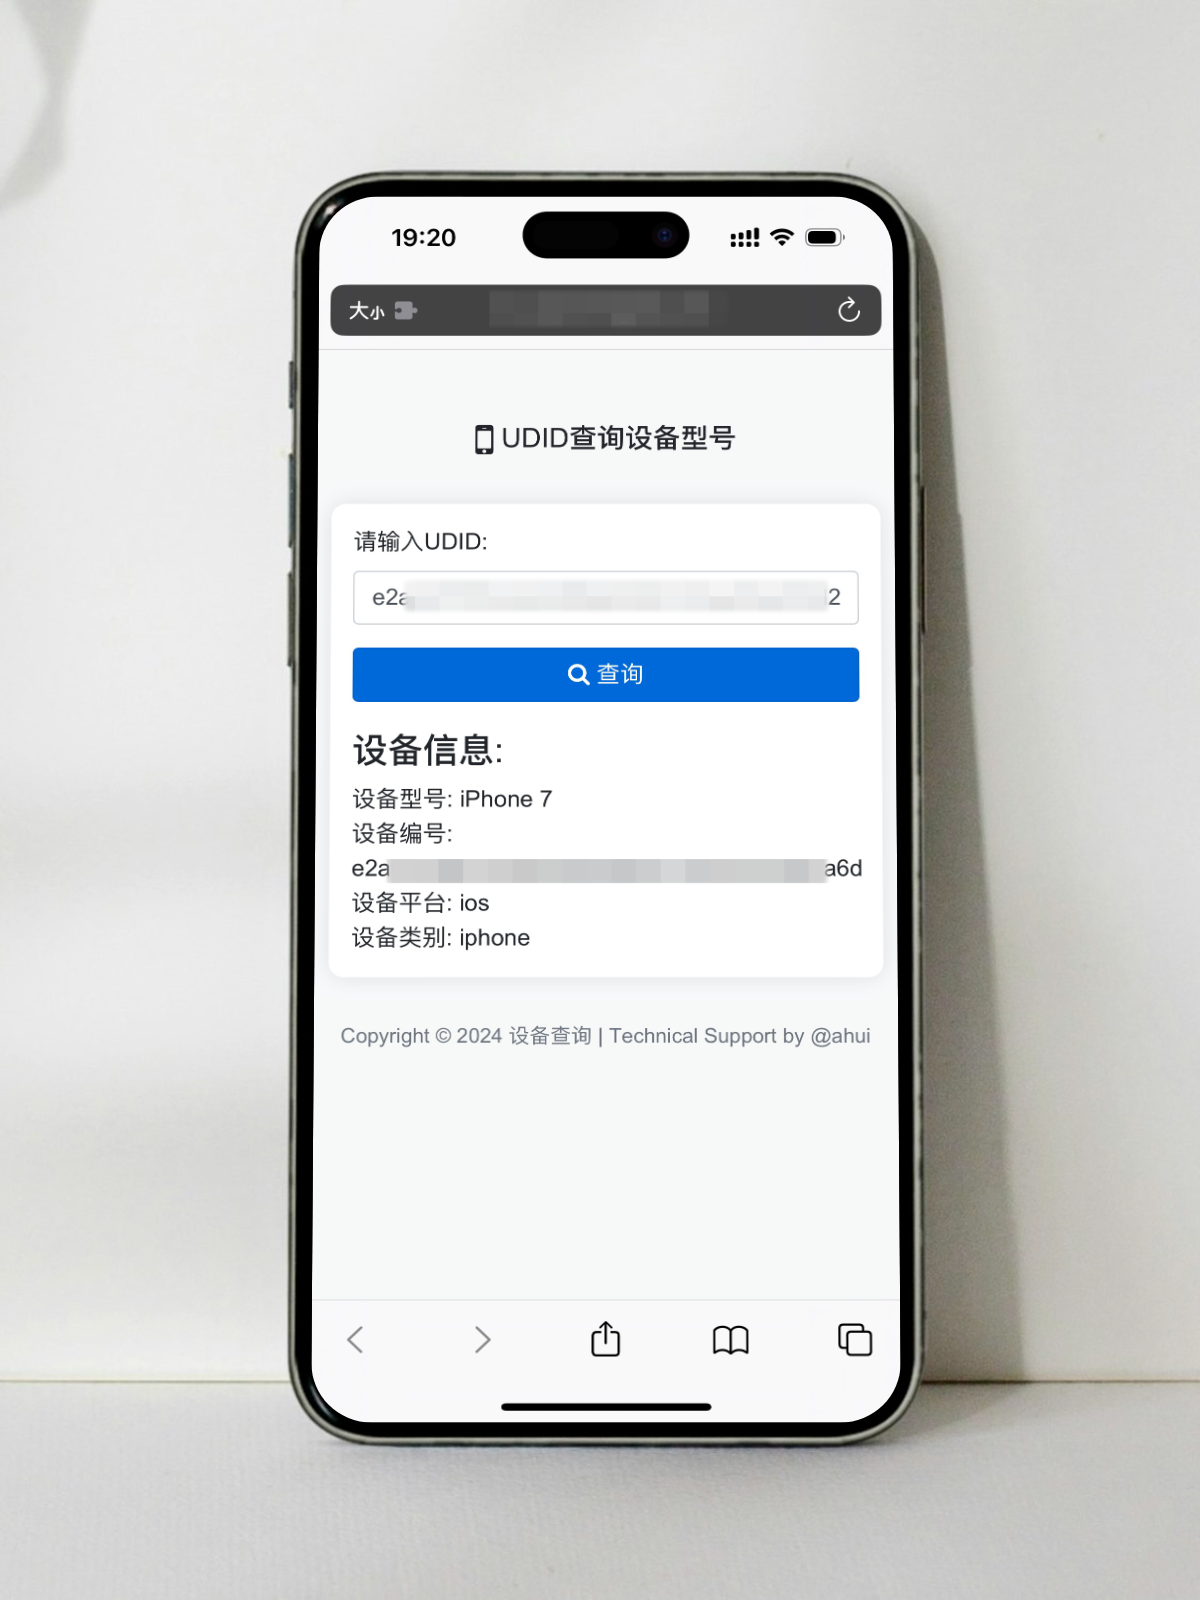 19:20
大小
UDID查询设备型号
请输入UDID:
e2a 2
查询
设备信息:
设备型号: iPhone 7
设备编号:
e2a a6d
设备平台: ios
设备类别: iphone
Copyright © 2024 设备查询 | Technical Support by @ahui